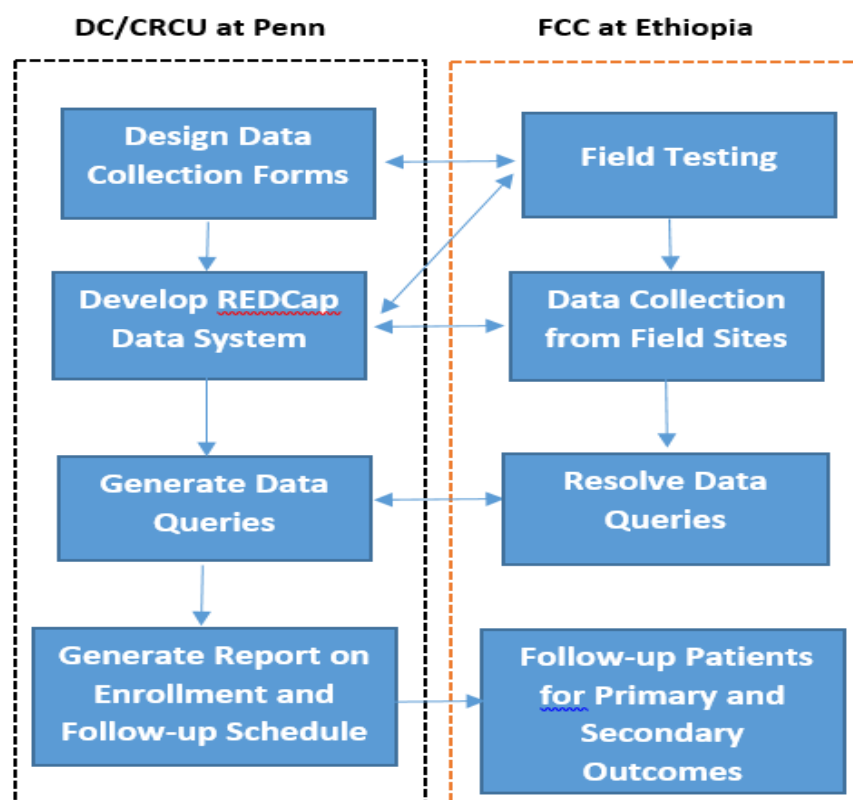 DC/CRCU at Penn
FCC at Ethiopia
Design Data
Collection Forms
Field Testing
Develop REDCap
Data System
Data Collection
from Field Sites
Generate Data
Queries
Resolve Data
Queries
Generate Report on
Enrollment and
Follow-up Schedule
Follow-up Patients
for Primary and
Secondary
Outcomes